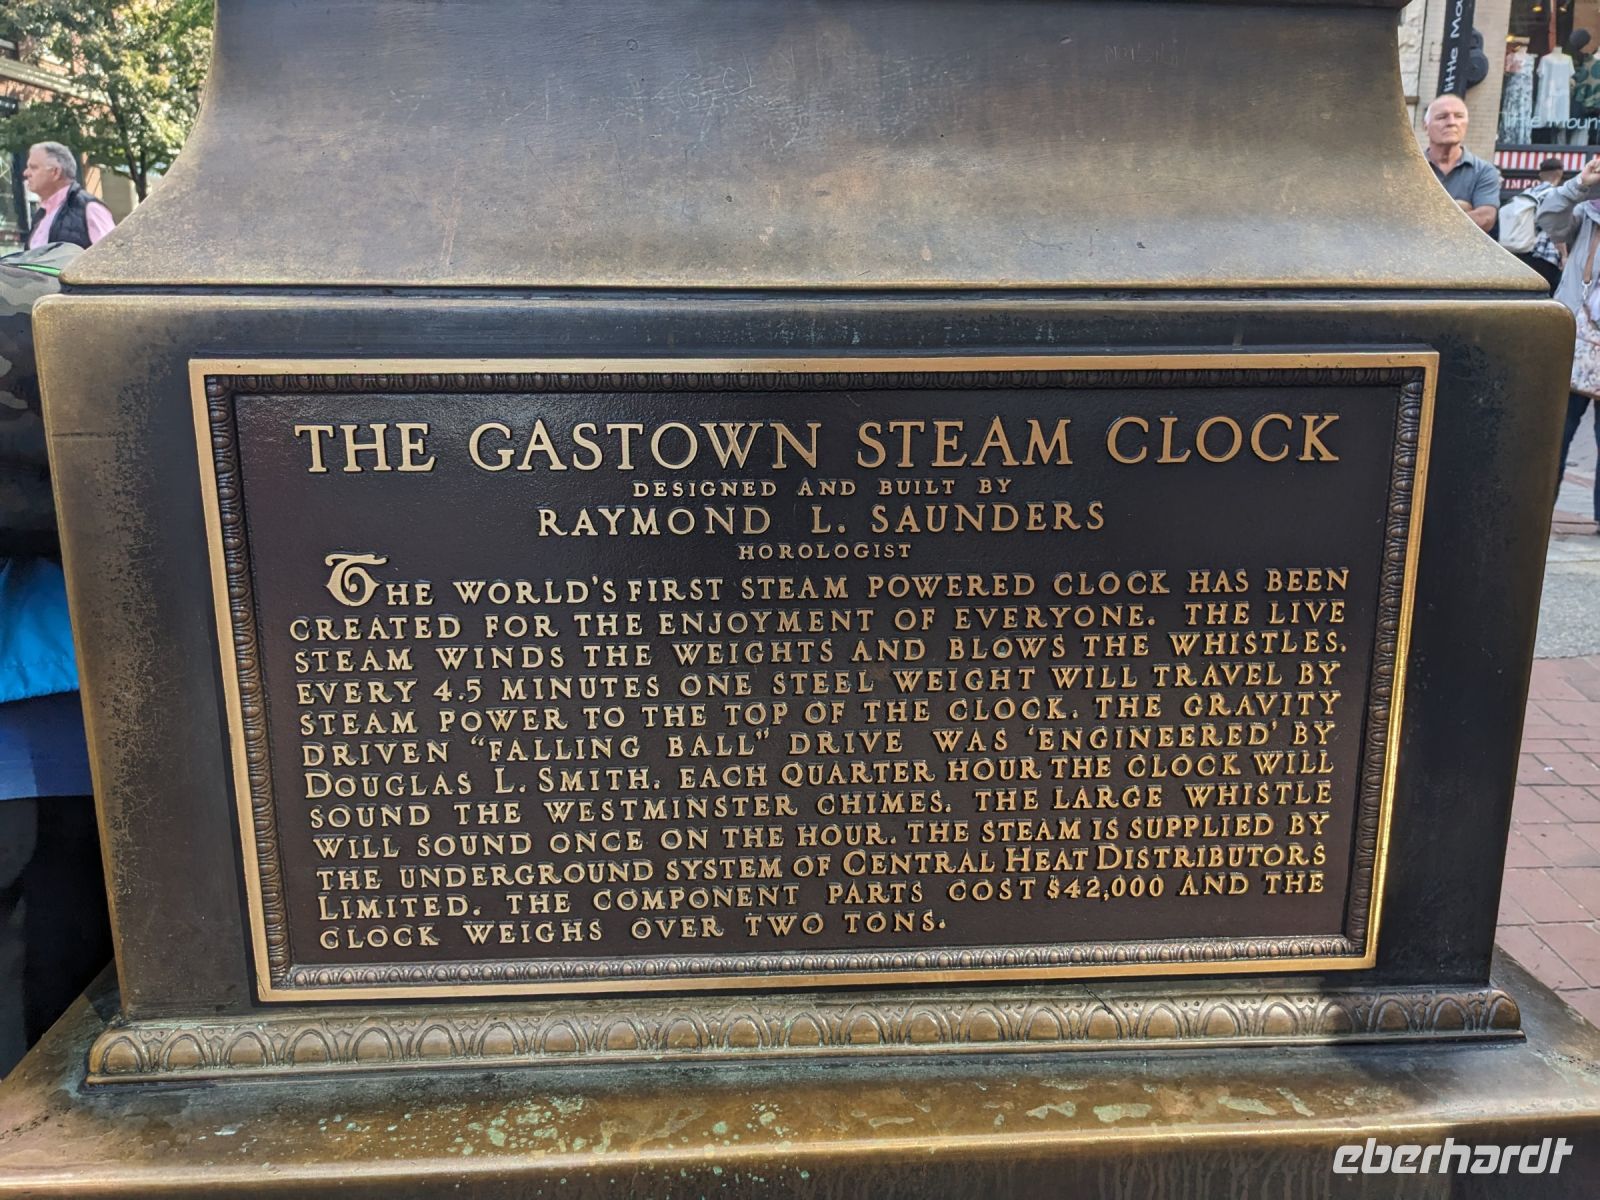 THE GASTOWN STEAM CLOCK
DESIGNED AND BUILT BY
RAYMOND L. SAUNDERS
HOROLOGIST
THE WORLD'S FIRST STEAM POWERED CLOCK HAS BEEN
CREATED FOR THE ENJOYMENT OF EVERYONE. THE LIVE
STEAM WINDS THE WEIGHTS AND BLOWS THE WHISTLES.
EVERY 4.5 MINUTES ONE STEEL WEIGHT WILL TRAVEL BY
STEAM POWER TO THE TOP OF THE CLOCK. THE GRAVITY
DRIVEN "FALLING BALL" DRIVE WAS 'ENGINEERED' BY
DOUGLAS L. SMITH. EACH QUARTER HOUR THE CLOCK WILL
SOUND THE WESTMINSTER CHIMES. THE LARGE WHISTLE
WILL SOUND ONCE ON THE HOUR. THE STEAM IS SUPPLIED BY
THE UNDERGROUND SYSTEM OF CENTRAL HEAT DISTRIBUTORS
LIMITED. THE COMPONENT PARTS COST $42,000 AND THE
CLOCK WEIGHS OVER TWO TONS.
eberhardt